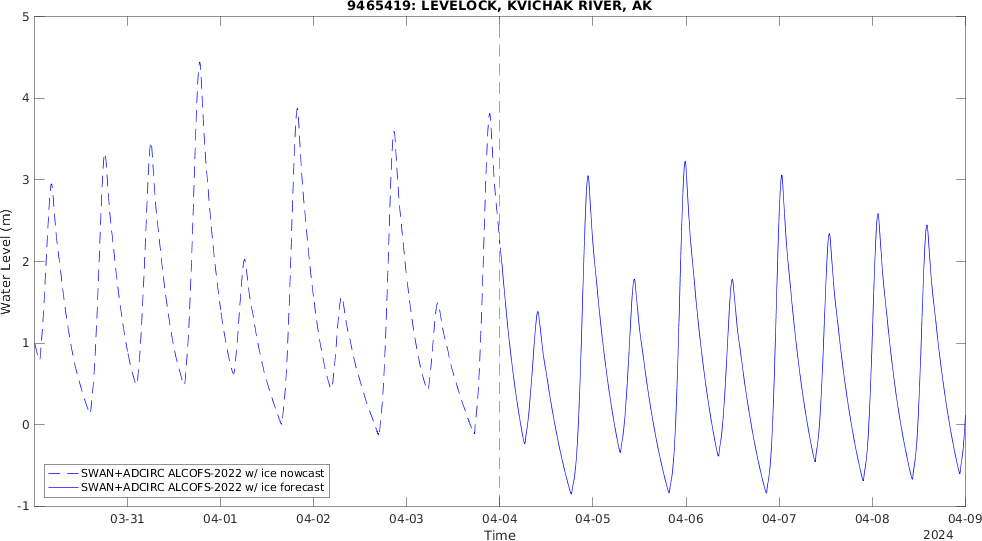 9465419: LEVELOCK, KVICHAK RIVER, AK
5
4
3
2
1
0
-1
Water Level (m)
SWAN+ADCIRC ALCOFS-2022 w/ ice nowcast
SWAN+ADCIRC ALCOFS-2022 w/ ice forecast
03-31 04-01 04-02 04-03 04-04 04-05 04-06 04-07 04-08 04-09
Time
2024